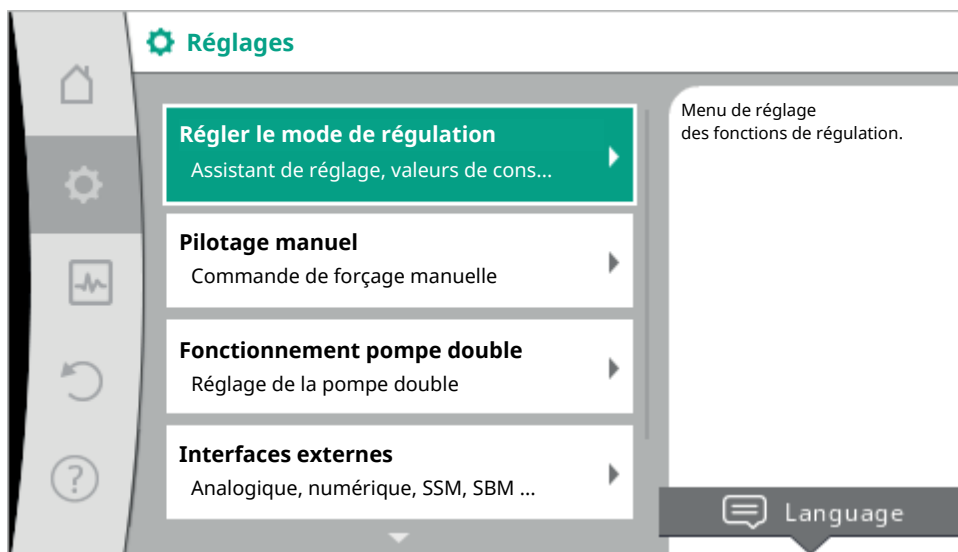 Réglages
Régler le mode de régulation
Assistant de réglage, valeurs de cons...
Pilotage manuel
Commande de forçage manuelle
Fonctionnement pompe double
Réglage de la pompe double
Interfaces externes
Analogique, numérique, SSM, SBM ...
Menu de réglage
des fonctions de régulation.
?
Language